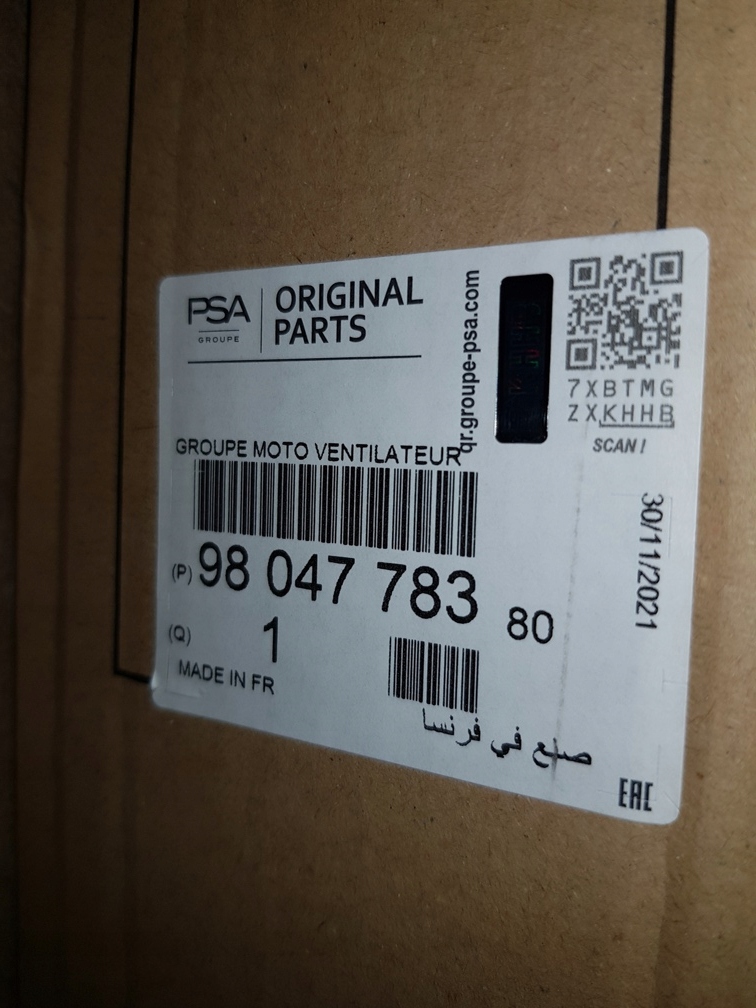 PSA
GROUPE
ORIGINAL
PARTS
qr.groupe-psa.com
7XBTMG
ZXKHHB
SCAN!
GROUPE MOTO VENTILATEUR
(P) 98 047 783 80
30/11/2021
(Q) 1
MADE IN FR
صنع في فرنسا
EAC